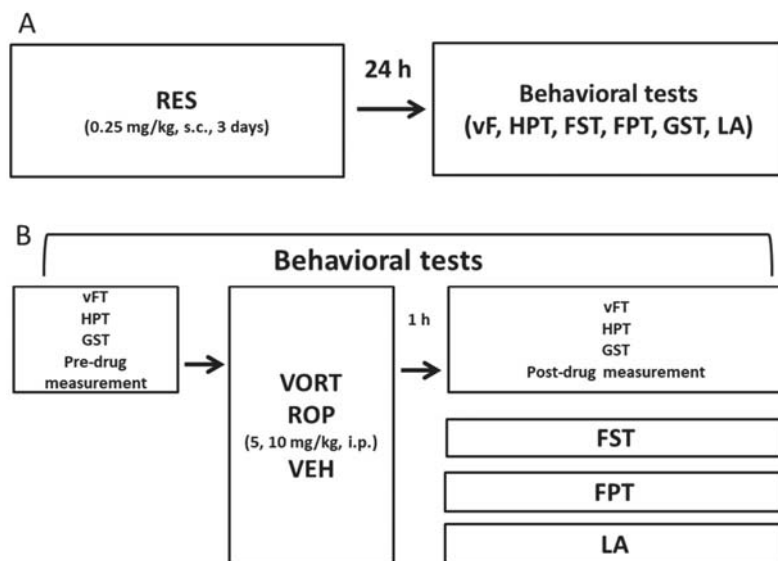 A
RES
(0.25 mg/kg, s.c., 3 days)
24 h
Behavioral tests
(vF, HPT, FST, FPT, GST, LA)
B
Behavioral tests
vFT
HPT
GST
Pre-drug
measurement
VORT
ROP
(5, 10 mg/kg, i.p.)
VEH
1 h
vFT
HPT
GST
Post-drug measurement
FST
FPT
LA